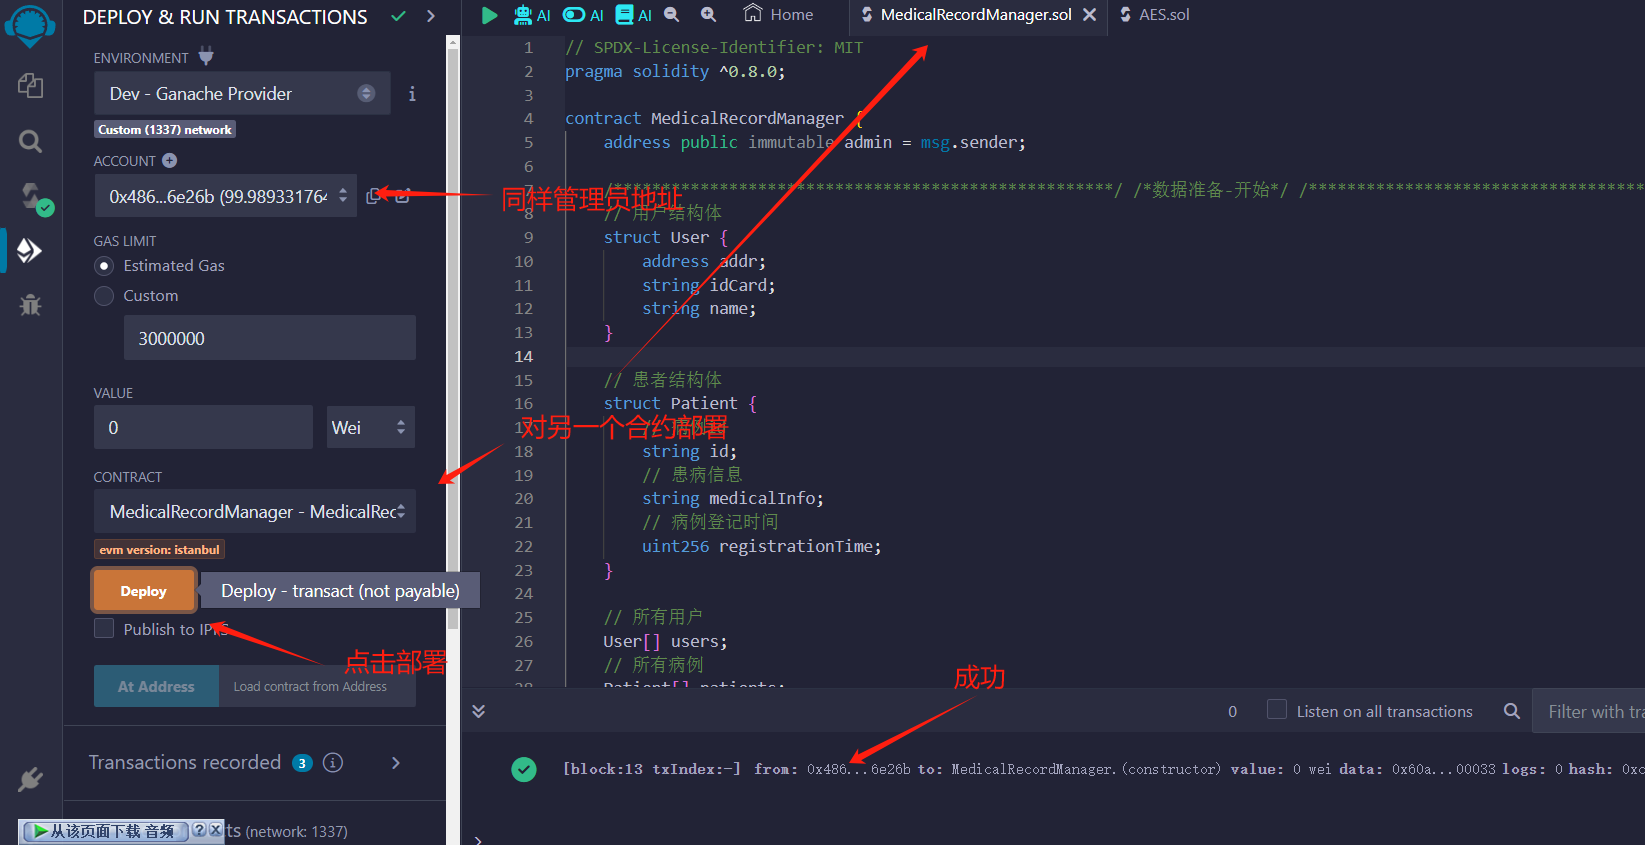 DEPLOY & RUN TRANSACTIONS
ENVIRONMENT
Dev - Ganache Provider
Custom (1337) network
ACCOUNT
0x486...6e26b (99.989331764
同样管理员地址
GAS LIMIT
Estimated Gas
Custom
3000000
VALUE
0
Wei
对另一个合约部署
CONTRACT
MedicalRecordManager - MedicalRec
evm version: istanbul
Deploy
Deploy - transact (not payable)
Publish to IPFS
点击部署
At Address
Load contract from Address
Transactions recorded 3 i
从该页面下载 音频 ? X
ts (network: 1337)
AI AI AI Home MedicalRecordManager.sol AES.sol
1 // SPDX-License-Identifier: MIT
2 pragma solidity ^0.8.0;
3
4 contract MedicalRecordManager {
5 address public immutable admin = msg.sender;
6
7 /****************************************************/ /*数据准备-开始*/ /***********************************
8 // 用户结构体
9 struct User {
10 address addr;
11 string idCard;
12 string name;
13 }
14
15 // 患者结构体
16 struct Patient {
17 // 病例
18 string id;
19 // 患病信息
20 string medicalInfo;
21 // 病例登记时间
22 uint256 registrationTime;
23 }
24
25 // 所有用户
26 User[] users;
27 // 所有病例
28 Patient[] patients;
成功
0 Listen on all transactions Filter with tra
[block:13 txIndex:-] from: 0x486...6e26b to: MedicalRecordManager.(constructor) value: 0 wei data: 0x60a...00033 logs: 0 hash: 0xc
>